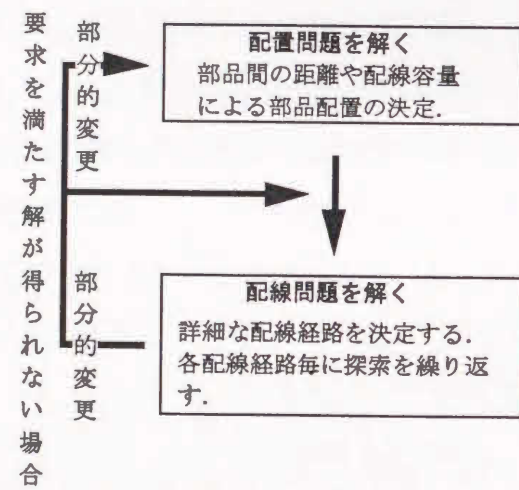 要求を満たす解が得られない場合
部分的変更
配置問題を解く
部品間の距離や配線容量
による部品配置の決定.
部分的変更
配線問題を解く
詳細な配線経路を決定する.
各配線経路毎に探索を繰り返
す.